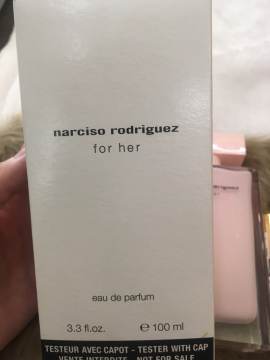 narciso rodriguez
for her
eau de parfum
3.3 fl.oz. e 100 ml
TESTEUR AVEC CAPOT - TESTER WITH CAP
VENTE INTERDITE - NOT FOR SALE